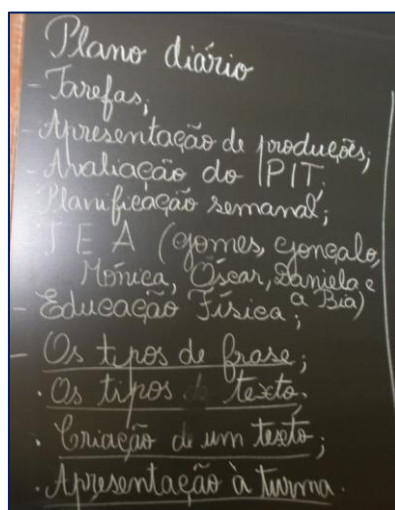 Plano diário
- Tarefas;
- Apresentação de produções;
- Avaliação do PIT;
Planificação semanal;
T E A (Gomes, Gonçalo,
Mónica, Óscar, Daniela e
a Bia)
- Educação Física;
- Os tipos de frase;
. Os tipos de texto;
. Criação de um texto;
. Apresentação à turma.